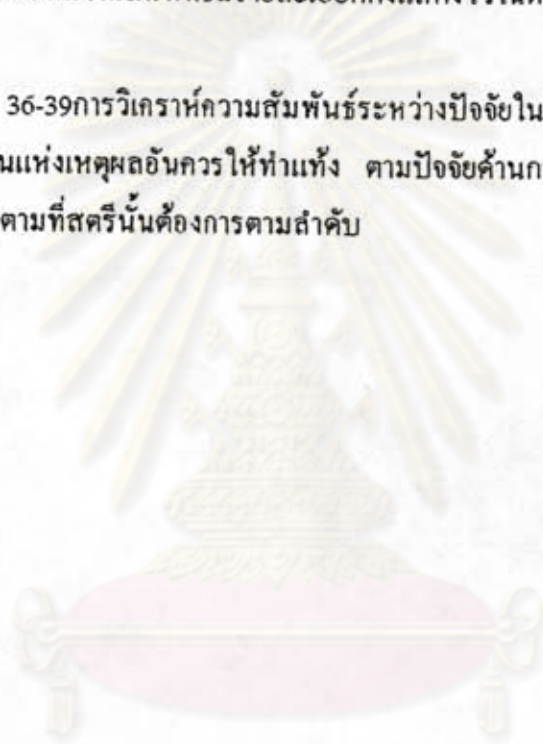 36-39การวิเคราะห์ความสัมพันธ์ระหว่างปัจจัยใน
นแห่งเหตุผลอันควรให้ทำแท้ง ตามปัจจัยด้านก
ตามที่สตรีนั้นต้องการตามลำดับ